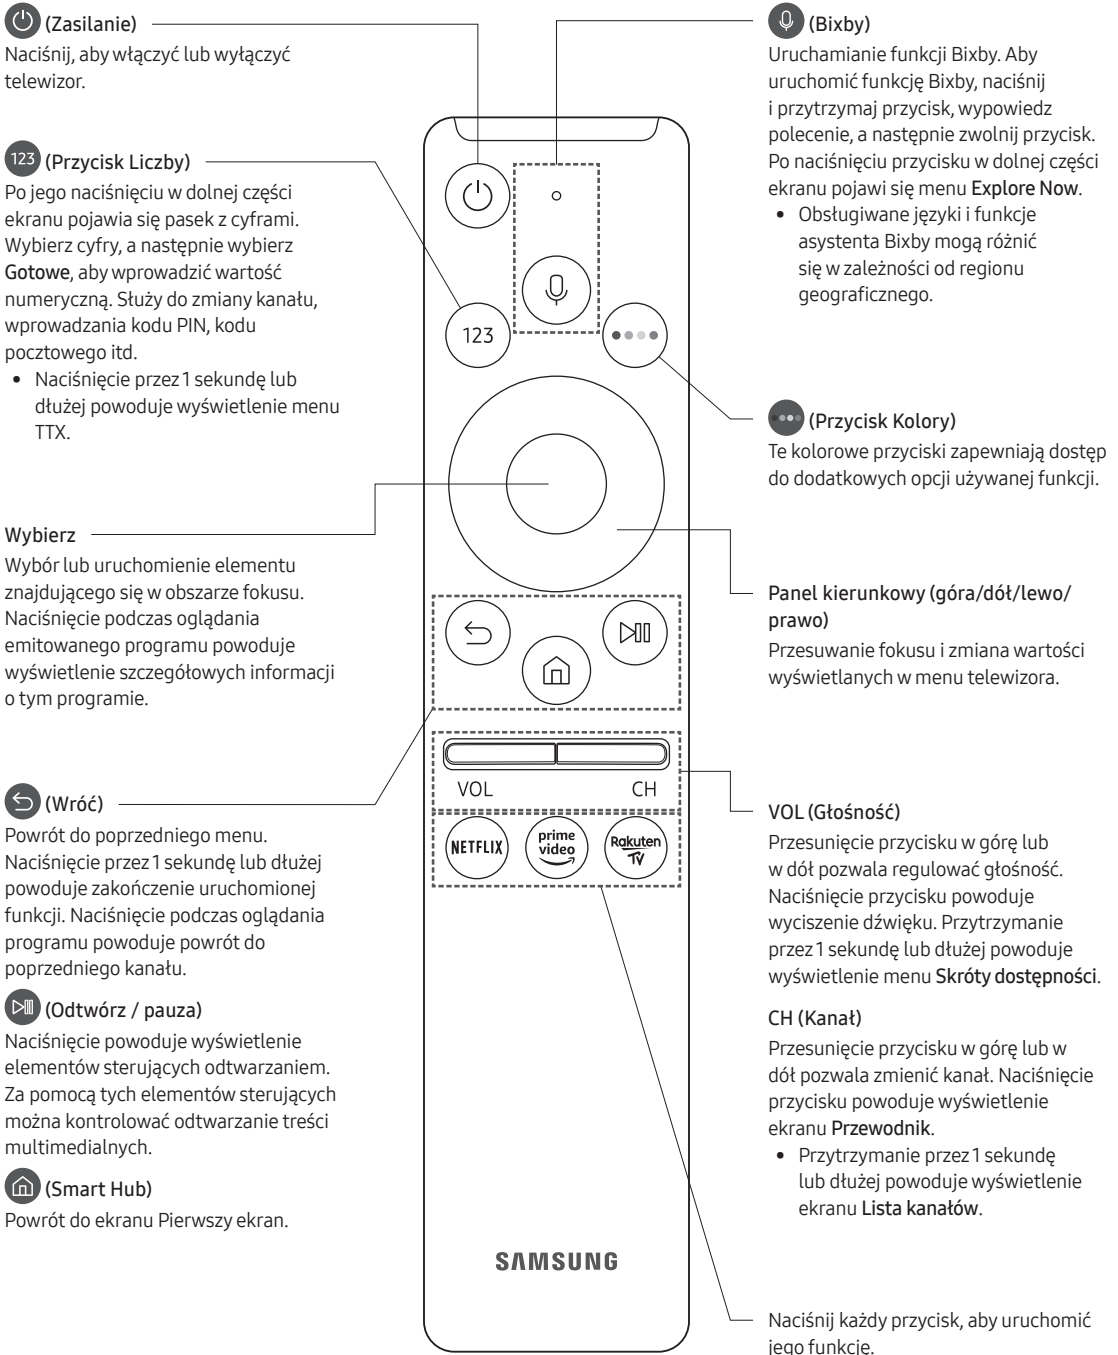 (Zasilanie)
Naciśnij, aby włączyć lub wyłączyć
telewizor.
123 (Przycisk Liczby)
Po jego naciśnięciu w dolnej części
ekranu pojawia się pasek z cyframi.
Wybierz cyfry, a następnie wybierz
Gotowe, aby wprowadzić wartość
numeryczną. Służy do zmiany kanału,
wprowadzania kodu PIN, kodu
pocztowego itd.
• Naciśnięcie przez 1 sekundę lub
dłużej powoduje wyświetlenie menu
TTX.
Wybierz
Wybór lub uruchomienie elementu
znajdującego się w obszarze fokusu.
Naciśnięcie podczas oglądania
emitowanego programu powoduje
wyświetlenie szczegółowych informacji
o tym programie.
(Wróć)
Powrót do poprzedniego menu.
Naciśnięcie przez 1 sekundę lub dłużej
powoduje zakończenie uruchomionej
funkcji. Naciśnięcie podczas oglądania
programu powoduje powrót do
poprzedniego kanału.
(Odtwórz / pauza)
Naciśnięcie powoduje wyświetlenie
elementów sterujących odtwarzaniem.
Za pomocą tych elementów sterujących
można kontrolować odtwarzanie treści
multimedialnych.
(Smart Hub)
Powrót do ekranu Pierwszy ekran.
123
VOL CH
NETFLIX
prime
video
Rakuten
TV
SAMSUNG
(Bixby)
Uruchamianie funkcji Bixby. Aby
uruchomić funkcję Bixby, naciśnij
i przytrzymaj przycisk, wypowiedz
polecenie, a następnie zwolnij przycisk.
Po naciśnięciu przycisku w dolnej części
ekranu pojawi się menu Explore Now.
• Obsługiwane języki i funkcje
asystenta Bixby mogą różnić
się w zależności od regionu
geograficznego.
(Przycisk Kolory)
Te kolorowe przyciski zapewniają dostęp
do dodatkowych opcji używanej funkcji.
Panel kierunkowy (góra/dół/lewo/
prawo)
Przesuwanie fokusu i zmiana wartości
wyświetlanych w menu telewizora.
VOL (Głośność)
Przesunięcie przycisku w górę lub
w dół pozwala regulować głośność.
Naciśnięcie przycisku powoduje
wyciszenie dźwięku. Przytrzymanie
przez 1 sekundę lub dłużej powoduje
wyświetlenie menu Skróty dostępności.
CH (Kanał)
Przesunięcie przycisku w górę lub w
dół pozwala zmienić kanał. Naciśnięcie
przycisku powoduje wyświetlenie
ekranu Przewodnik.
• Przytrzymanie przez 1 sekundę
lub dłużej powoduje wyświetlenie
ekranu Lista kanałów.
Naciśnij każdy przycisk, aby uruchomić
jego funkcję.